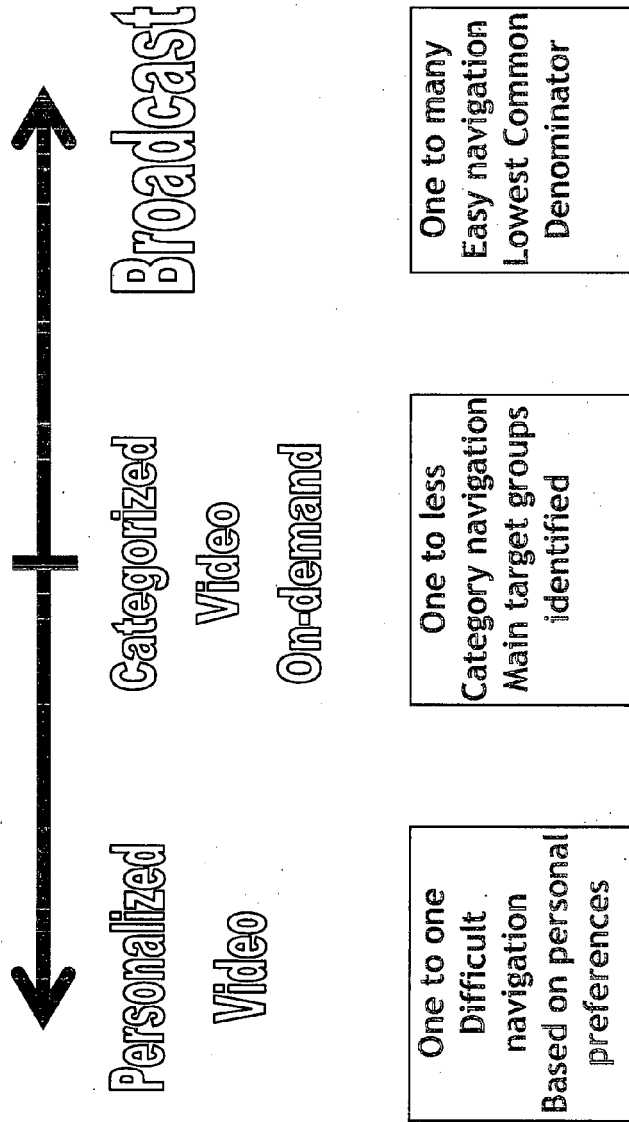 Personalized
Video
Categorized
Video
On-demand
Broadcast
One to one
Difficult
navigation
Based on personal
preferences
One to less
Category navigation
Main target groups
identified
One to many
Easy navigation
Lowest Common
Denominator